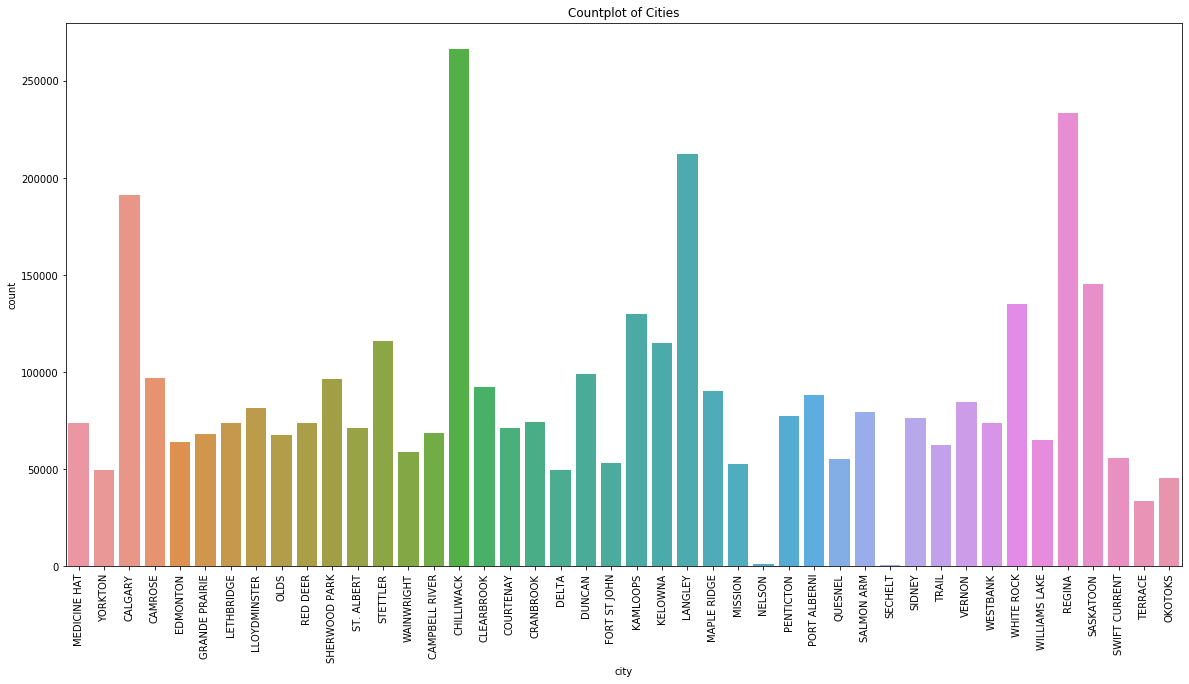 Countplot of Cities
250000
200000
150000
100000
50000
0
count
MEDICINE HAT
YORKTON
CALGARY
CAMROSE
EDMONTON
GRANDE PRAIRIE
LETHBRIDGE
LLOYDMINSTER
OLDS
RED DEER
SHERWOOD PARK
ST. ALBERT
STETTLER
WAINWRIGHT
CAMPBELL RIVER
CHILLIWACK
CLEARBROOK
COURTENAY
CRANBROOK
DELTA
DUNCAN
FORT ST JOHN
KAMLOOPS
KELOWNA
LANGLEY
MAPLE RIDGE
MISSION
NELSON
PENTICTON
PORT ALBERNI
QUESNEL
SALMON ARM
SECHELT
SIDNEY
TRAIL
VERNON
WESTBANK
WHITE ROCK
WILLIAMS LAKE
REGINA
SASKATOON
SWIFT CURRENT
TERRACE
OKOTOKS
city